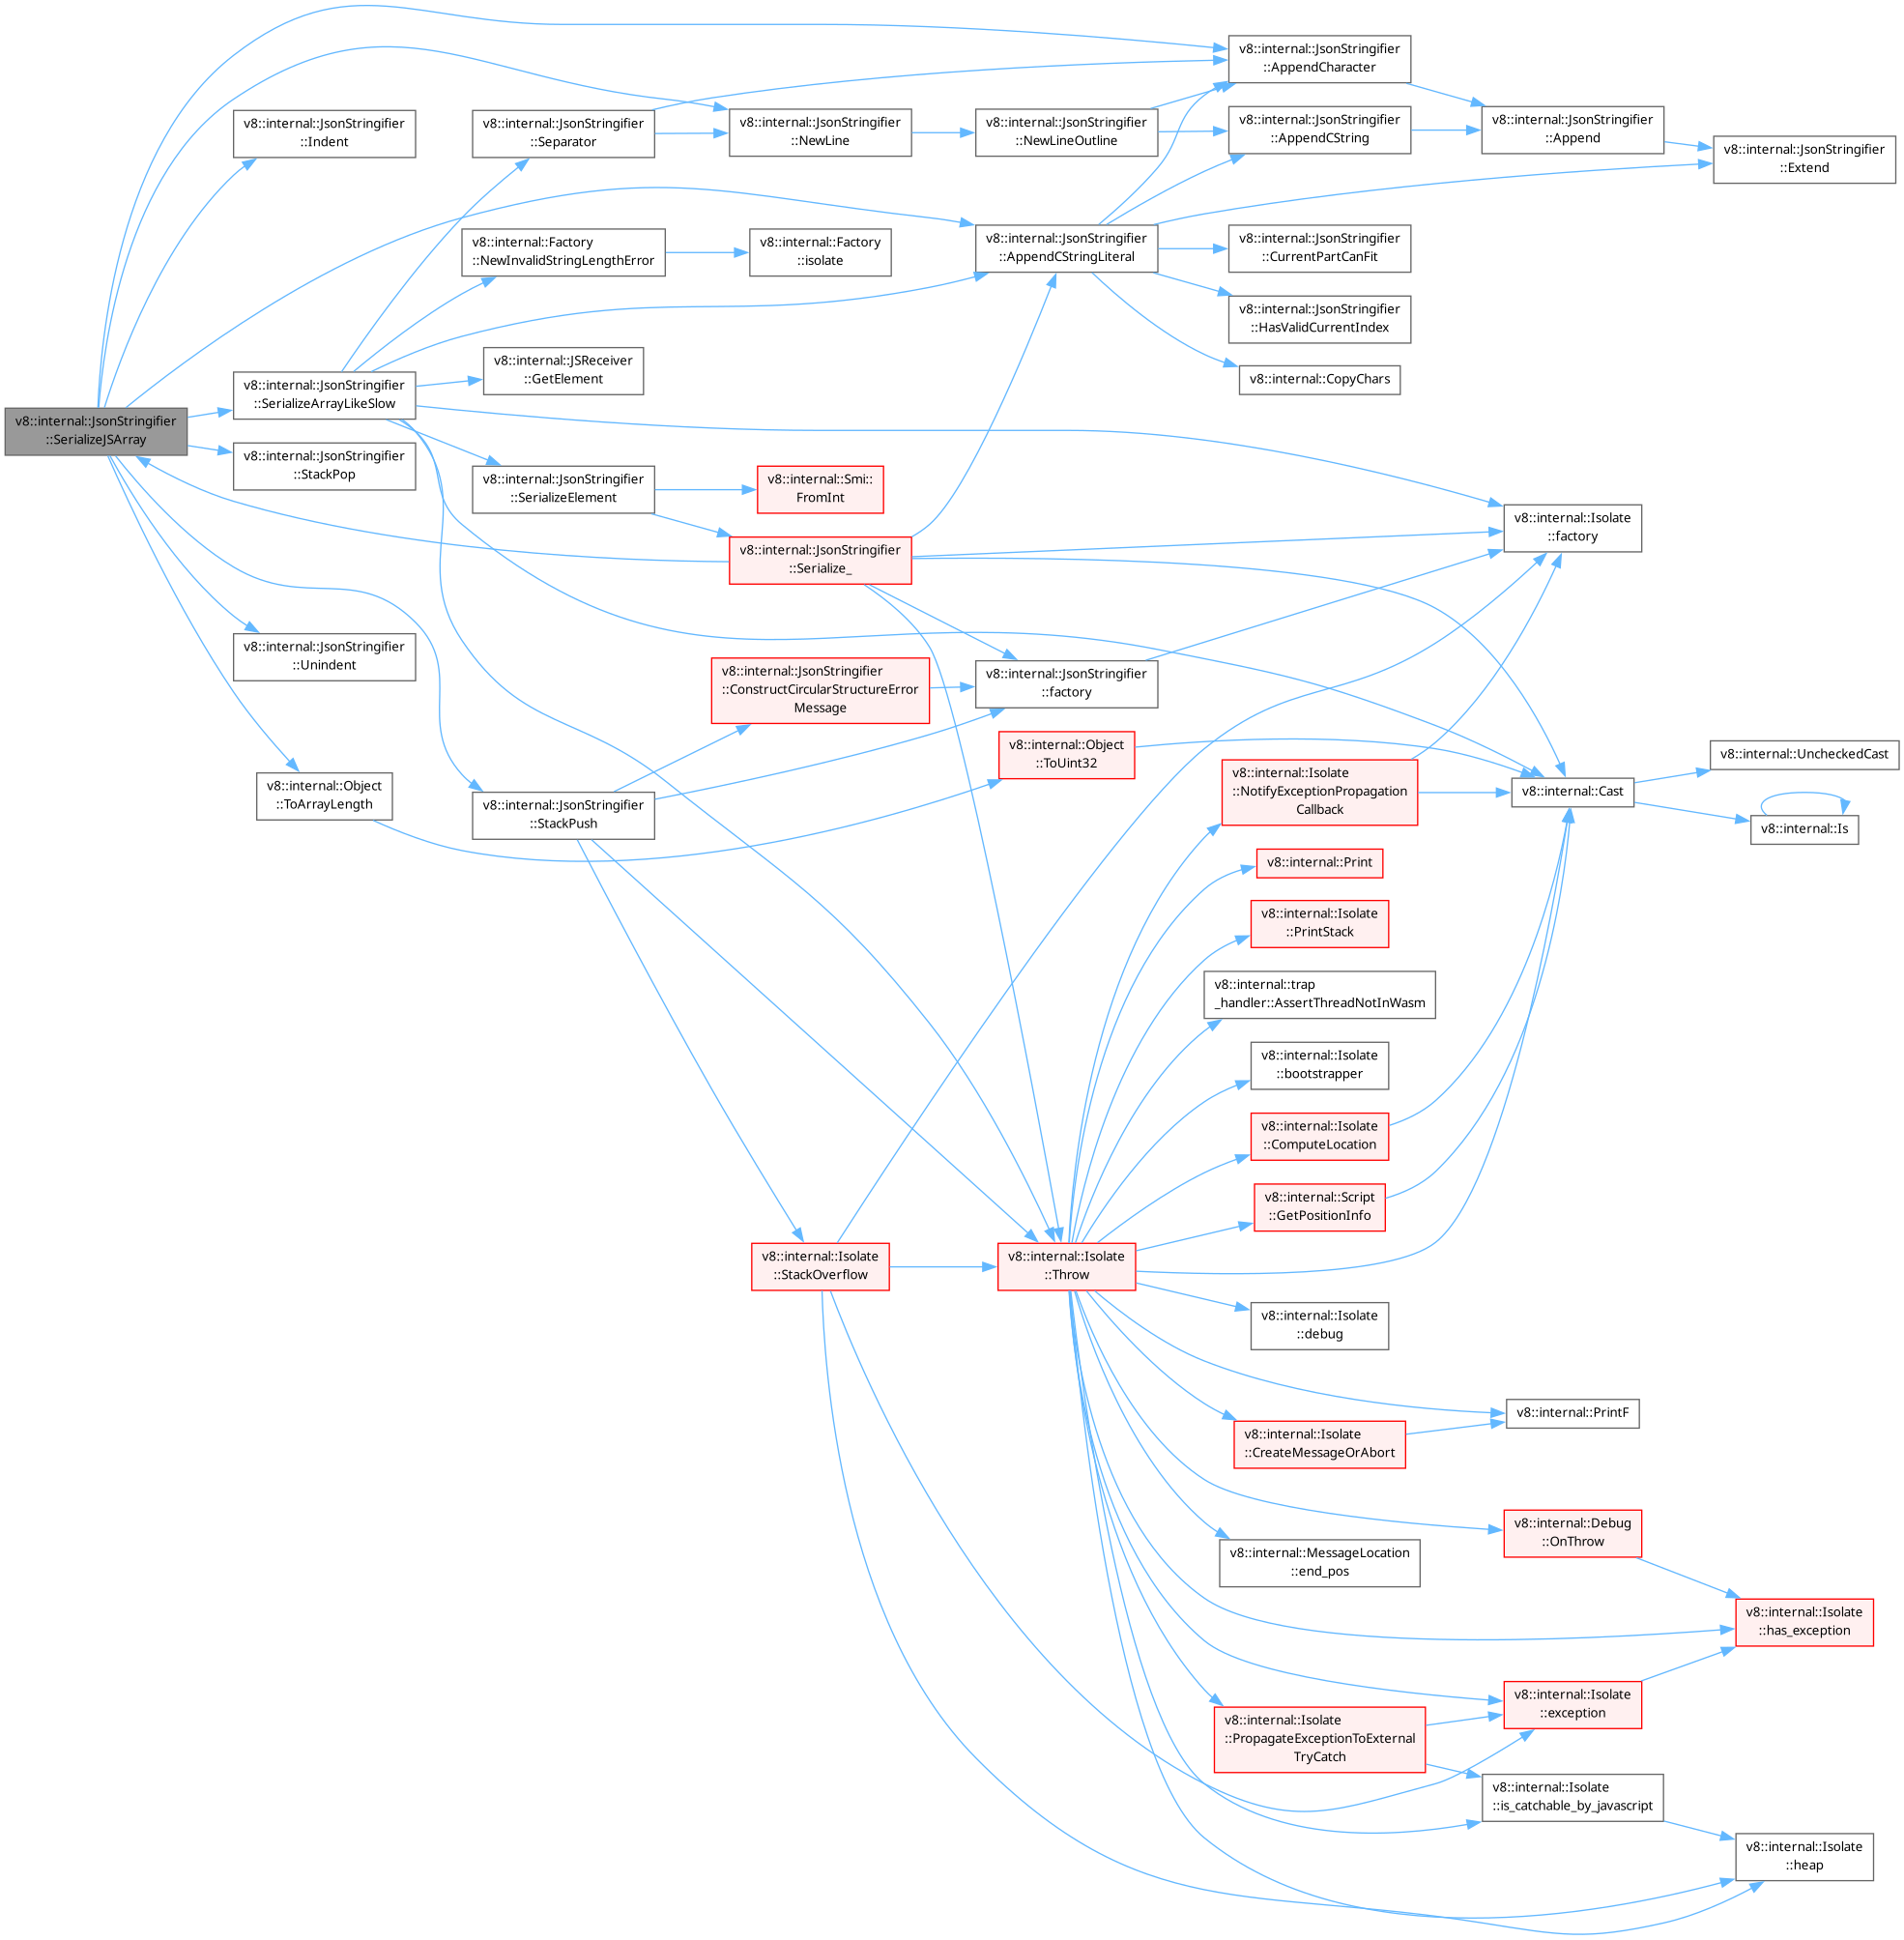 v8::internal::JsonStringifier
::SerializeJSArray
v8::internal::JsonStringifier
::Indent
v8::internal::JsonStringifier
::SerializeArrayLikeSlow
v8::internal::JsonStringifier
::StackPop
v8::internal::JsonStringifier
::Unindent
v8::internal::Object
::ToArrayLength
v8::internal::JsonStringifier
::Separator
v8::internal::Factory
::NewInvalidStringLengthError
v8::internal::JSReceiver
::GetElement
v8::internal::JsonStringifier
::SerializeElement
v8::internal::JsonStringifier
::StackPush
v8::internal::JsonStringifier
::NewLine
v8::internal::Factory
::isolate
v8::internal::Smi::
FromInt
v8::internal::JsonStringifier
::Serialize_
v8::internal::JsonStringifier
::ConstructCircularStructureError
Message
v8::internal::Isolate
::StackOverflow
v8::internal::JsonStringifier
::NewLineOutline
v8::internal::JsonStringifier
::AppendCStringLiteral
v8::internal::JsonStringifier
::factory
v8::internal::Object
::ToUint32
v8::internal::Isolate
::Throw
v8::internal::JsonStringifier
::AppendCharacter
v8::internal::JsonStringifier
::AppendCString
v8::internal::JsonStringifier
::CurrentPartCanFit
v8::internal::JsonStringifier
::HasValidCurrentIndex
v8::internal::CopyChars
v8::internal::Isolate
::NotifyExceptionPropagation
Callback
v8::internal::Print
v8::internal::Isolate
::PrintStack
v8::internal::trap
_handler::AssertThreadNotInWasm
v8::internal::Isolate
::bootstrapper
v8::internal::Isolate
::ComputeLocation
v8::internal::Script
::GetPositionInfo
v8::internal::Isolate
::debug
v8::internal::Isolate
::CreateMessageOrAbort
v8::internal::MessageLocation
::end_pos
v8::internal::Isolate
::PropagateExceptionToExternal
TryCatch
v8::internal::JsonStringifier
::Append
v8::internal::Isolate
::factory
v8::internal::Cast
v8::internal::PrintF
v8::internal::Debug
::OnThrow
v8::internal::Isolate
::exception
v8::internal::Isolate
::is_catchable_by_javascript
v8::internal::JsonStringifier
::Extend
v8::internal::UncheckedCast
v8::internal::Is
v8::internal::Isolate
::has_exception
v8::internal::Isolate
::heap